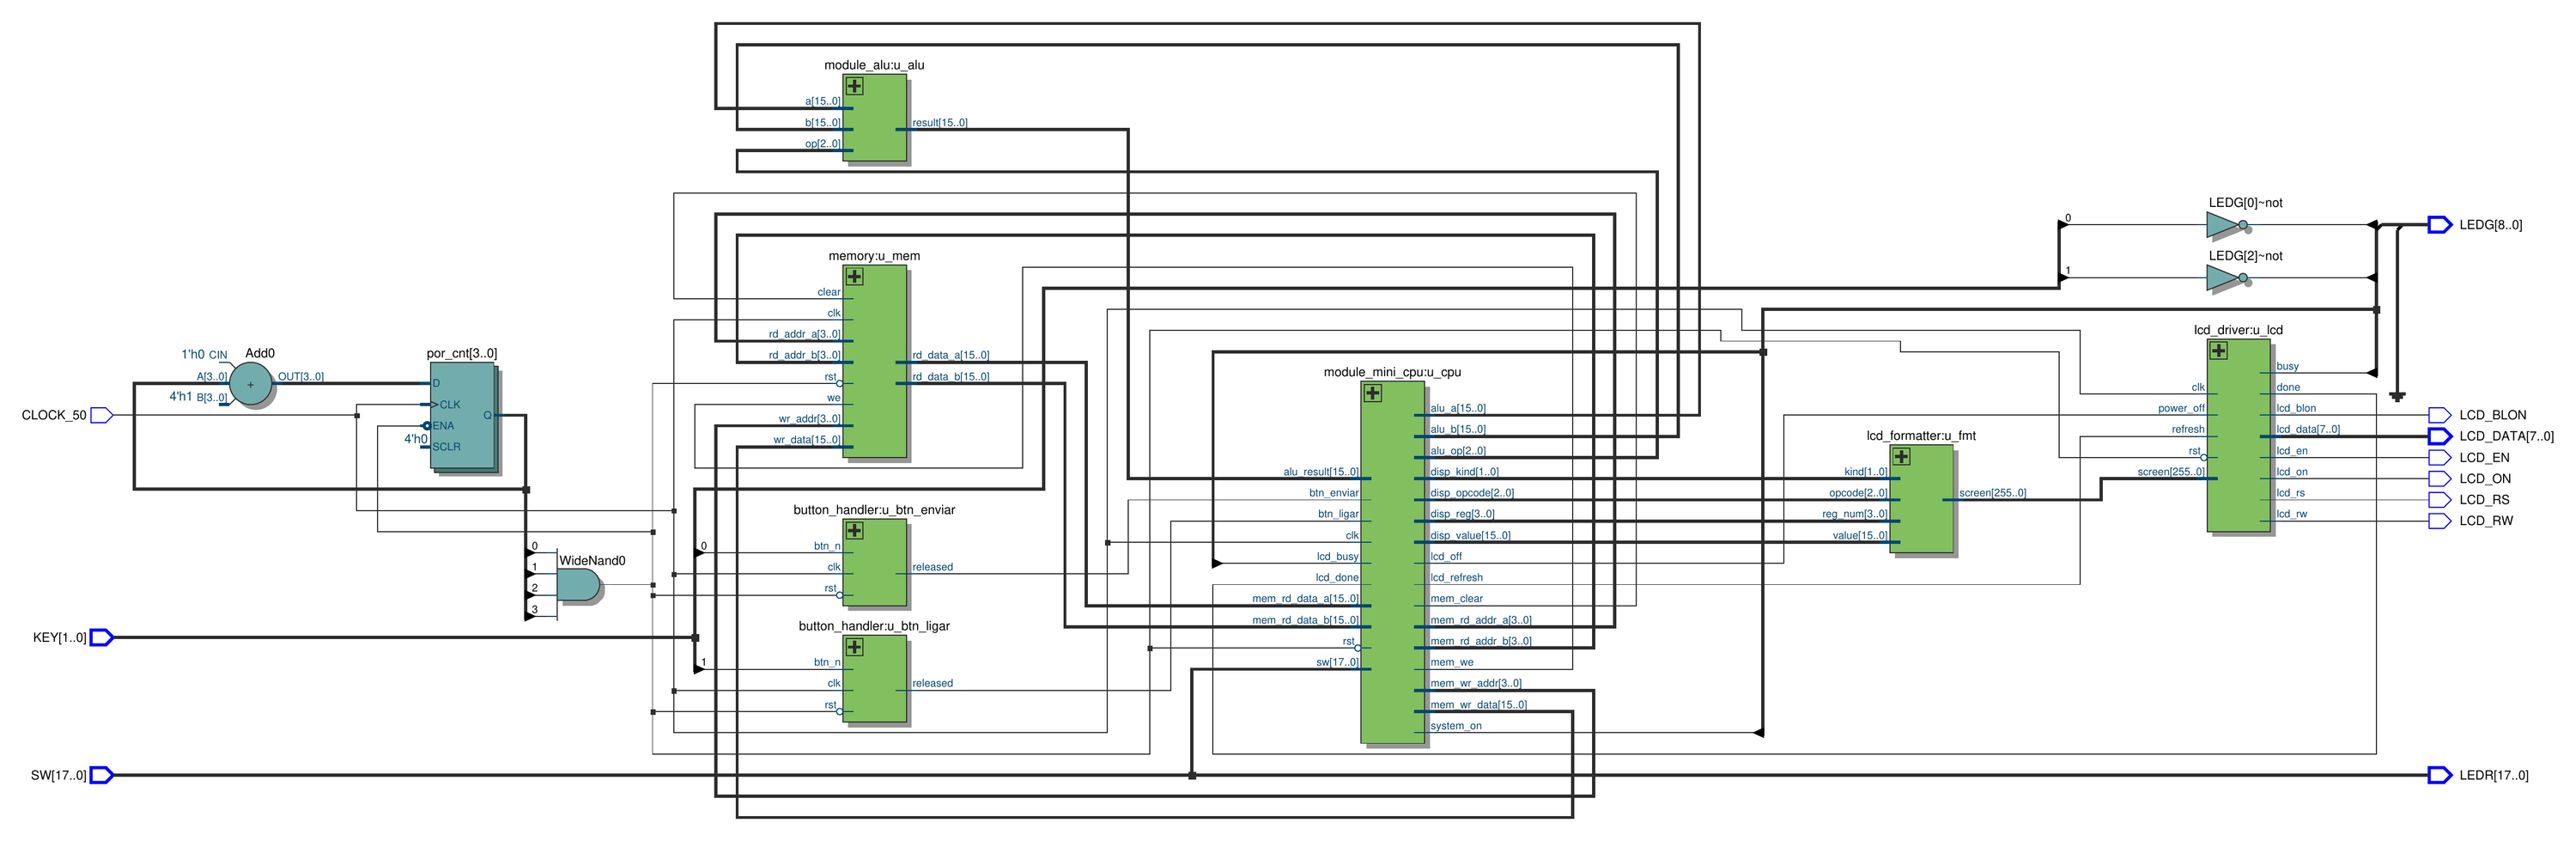 module_alu:u_alu
a[15..0]
b[15..0]
op[2..0]
result[15..0]
memory:u_mem
clear
clk
rd_addr_a[3..0]
rd_addr_b[3..0]
rst
we
wr_addr[3..0]
wr_data[15..0]
rd_data_a[15..0]
rd_data_b[15..0]
1'h0 CIN
Add0
A[3..0]
OUT[3..0]
4'h1 B[3..0]
+
por_cnt[3..0]
D
CLK
ENA
4'h0
SCLR
Q
CLOCK_50
0
1
2
3
WideNand0
KEY[1..0]
SW[17..0]
button_handler:u_btn_enviar
0
btn_n
clk
rst
released
button_handler:u_btn_ligar
1
btn_n
clk
rst
released
module_mini_cpu:u_cpu
alu_result[15..0]
btn_enviar
btn_ligar
clk
lcd_busy
lcd_done
mem_rd_data_a[15..0]
mem_rd_data_b[15..0]
rst
sw[17..0]
alu_a[15..0]
alu_b[15..0]
alu_op[2..0]
disp_kind[1..0]
disp_opcode[2..0]
disp_reg[3..0]
disp_value[15..0]
lcd_off
lcd_refresh
mem_clear
mem_rd_addr_a[3..0]
mem_rd_addr_b[3..0]
mem_we
mem_wr_addr[3..0]
mem_wr_data[15..0]
system_on
lcd_formatter:u_fmt
kind[1..0]
opcode[2..0]
reg_num[3..0]
value[15..0]
screen[255..0]
0
LEDG[0]~not
1
LEDG[2]~not
lcd_driver:u_lcd
clk
power_off
refresh
rst
screen[255..0]
busy
done
lcd_blon
lcd_data[7..0]
lcd_en
lcd_on
lcd_rs
lcd_rw
LEDG[8..0]
LCD_BLON
LCD_DATA[7..0]
LCD_EN
LCD_ON
LCD_RS
LCD_RW
LEDR[17..0]